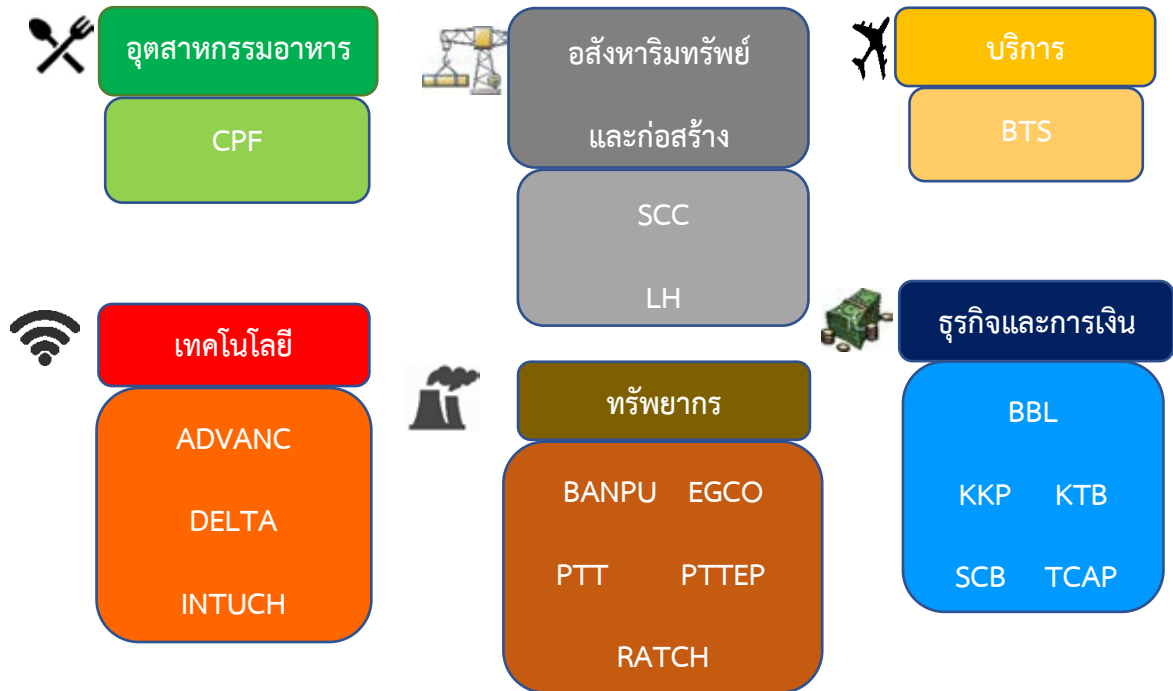 อุตสาหกรรมอาหาร
CPF
อสังหาริมทรัพย์
และก่อสร้าง
SCC
LH
บริการ
BTS
เทคโนโลยี
ADVANC
DELTA
INTUCH
ทรัพยากร
BANPU EGCO
PTT PTTEP
RATCH
ธุรกิจและการเงิน
BBL
KKP KTB
SCB TCAP